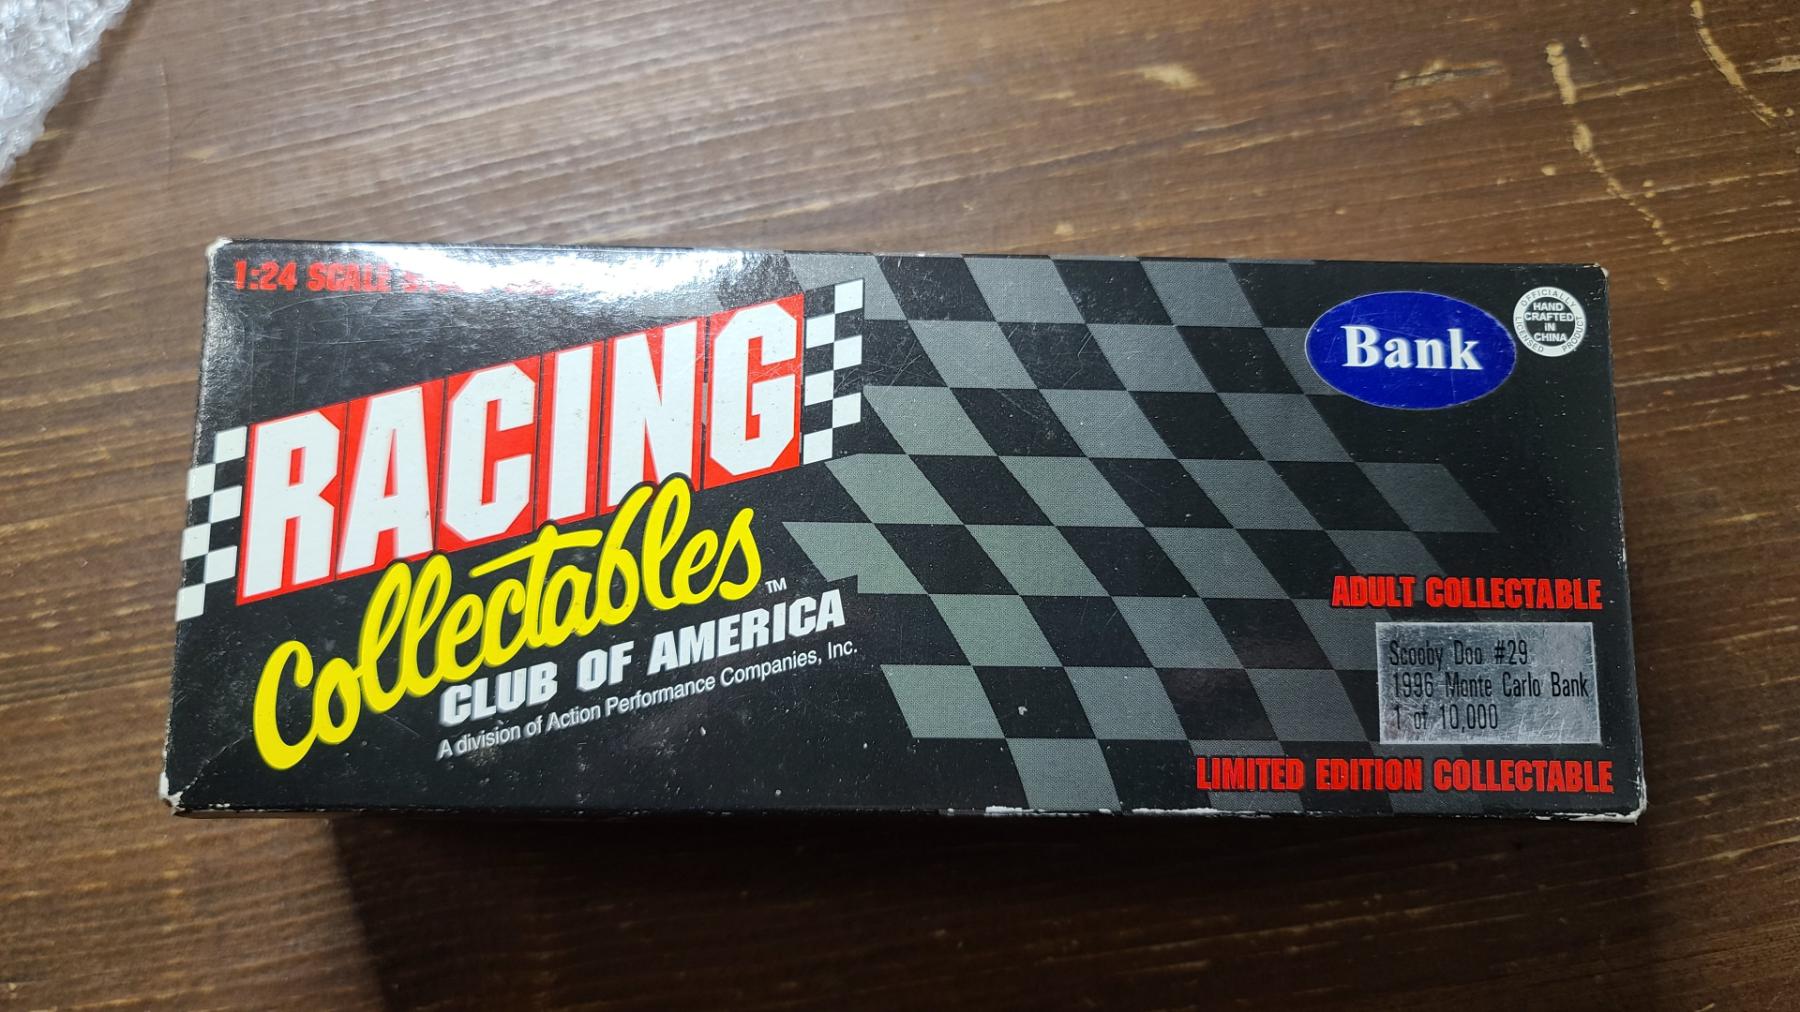 1:24 SCALE
RACING
Collectables™
CLUB OF AMERICA
A division of Action Performance Companies, Inc.
Bank
OFFICIALLY LICENSED PRODUCT
HAND
CRAFTED
IN
CHINA
ADULT COLLECTABLE
Scooby Doo #29
1996 Monte Carlo Bank
1 of 10,000
LIMITED EDITION COLLECTABLE